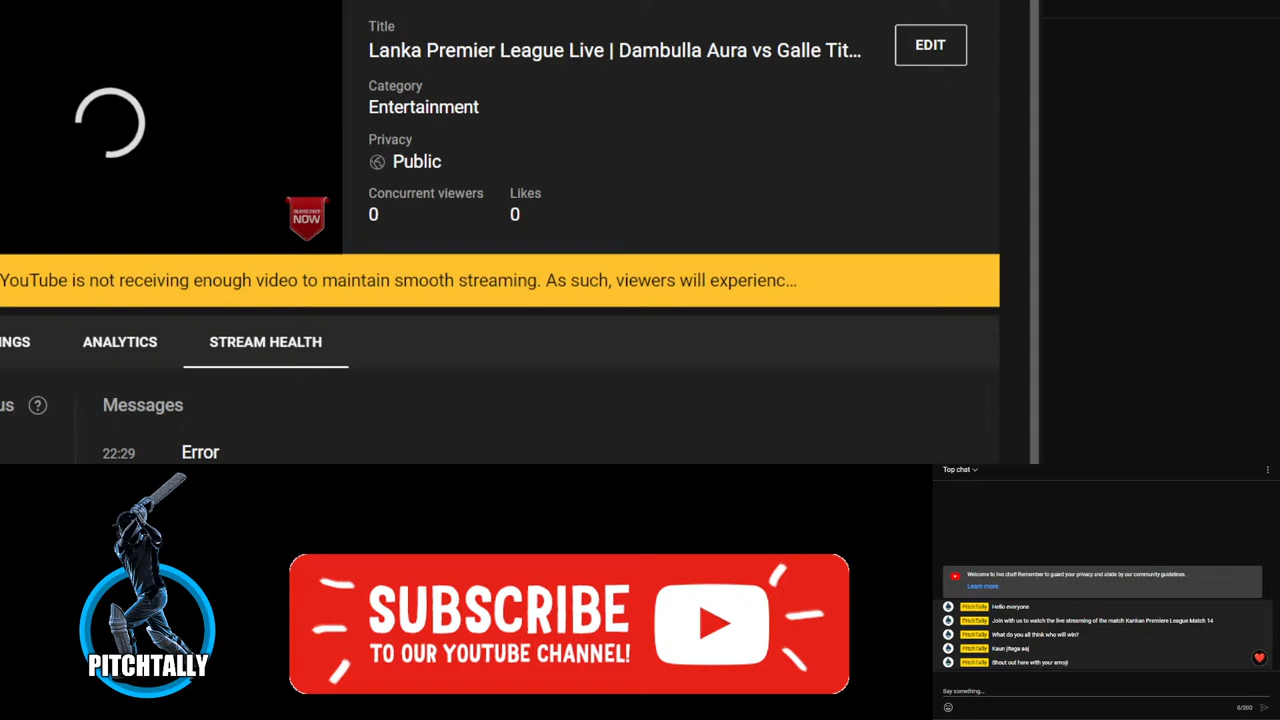 Title
Lanka Premier League Live | Dambulla Aura vs Galle Tit...
EDIT
Category
Entertainment
Privacy
Public
Concurrent viewers
Likes
0
0
SUBSCRIBE
NOW
YouTube is not receiving enough video to maintain smooth streaming. As such, viewers will experienc...
INGS
ANALYTICS
STREAM HEALTH
us ?
Messages
22:29
Error
PITCHTALLY
SUBSCRIBE
TO OUR YOUTUBE CHANNEL!
Top chat
Welcome to live chat! Remember to guard your privacy and abide by our community guidelines.
Learn more
PitchTally Hello everyone
PitchTally Join with us to watch the live streaming of the match Kankan Premiere League Match 14
PitchTally What do you all think who will win?
PitchTally Kaun jitega aaj
PitchTally Shout out here with your emoji
Say something...
0/200